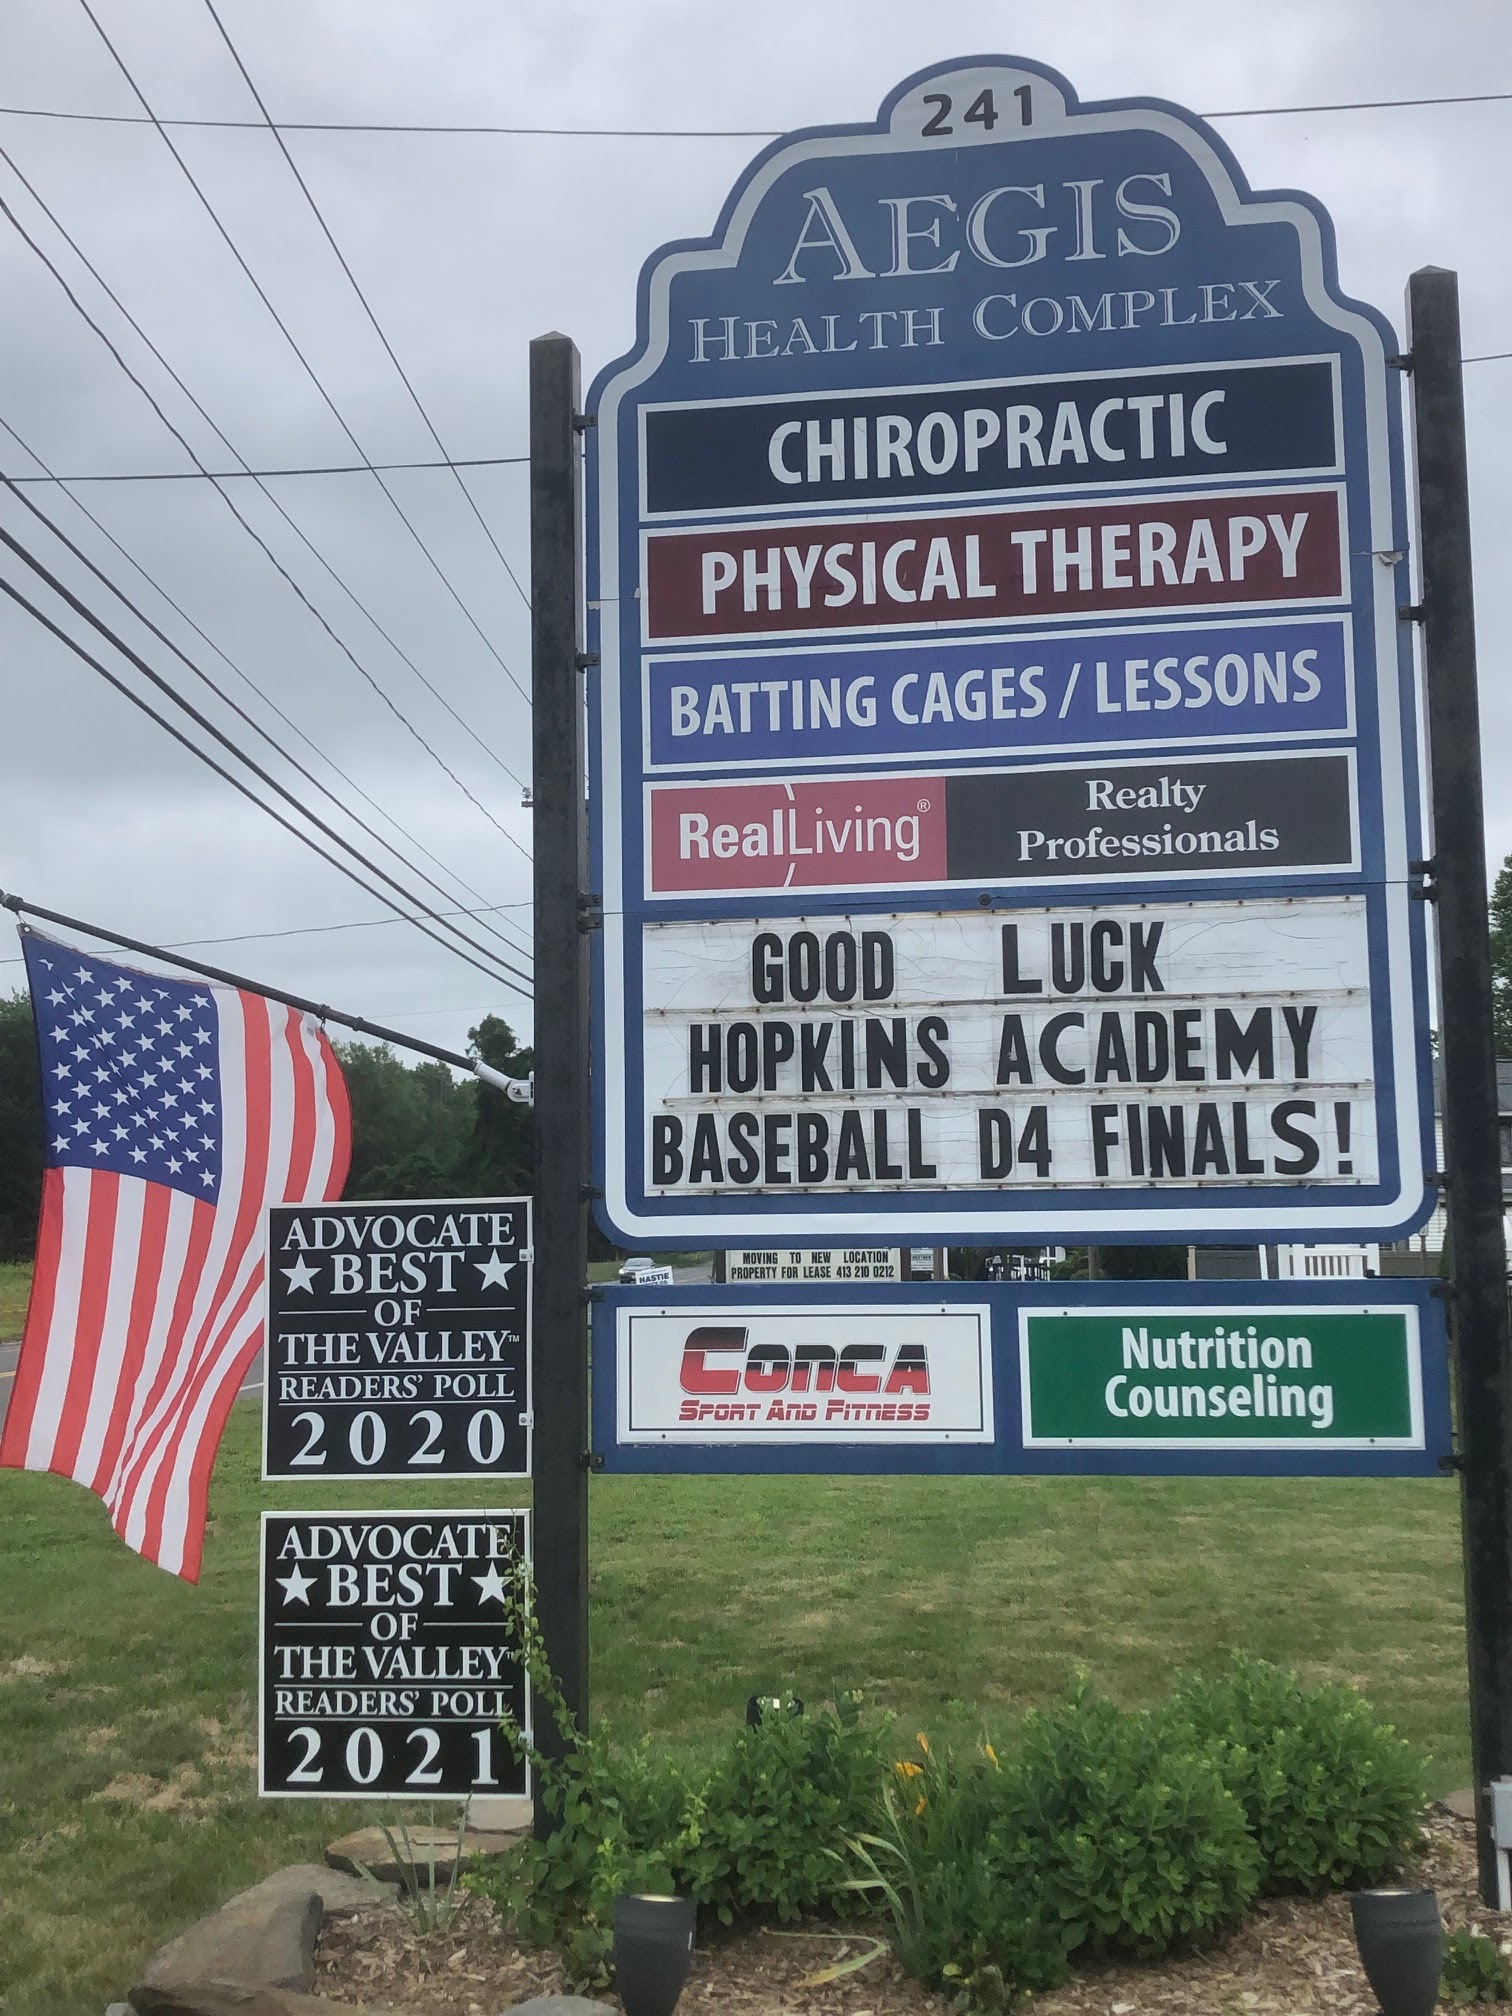 241
AEGIS
HEALTH COMPLEX
CHIROPRACTIC
PHYSICAL THERAPY
BATTING CAGES / LESSONS
RealLiving®
Realty
Professionals
GOOD LUCK
HOPKINS ACADEMY
BASEBALL D4 FINALS!
MOVING TO NEW LOCATION
PROPERTY FOR LEASE 413 210 0212
HASTIE
CONCA
SPORT AND FITNESS
Nutrition
Counseling
ADVOCATE
BEST
OF
THE VALLEY™
READERS' POLL
2020
ADVOCATE
BEST
OF
THE VALLEY
READERS' POLL
2021